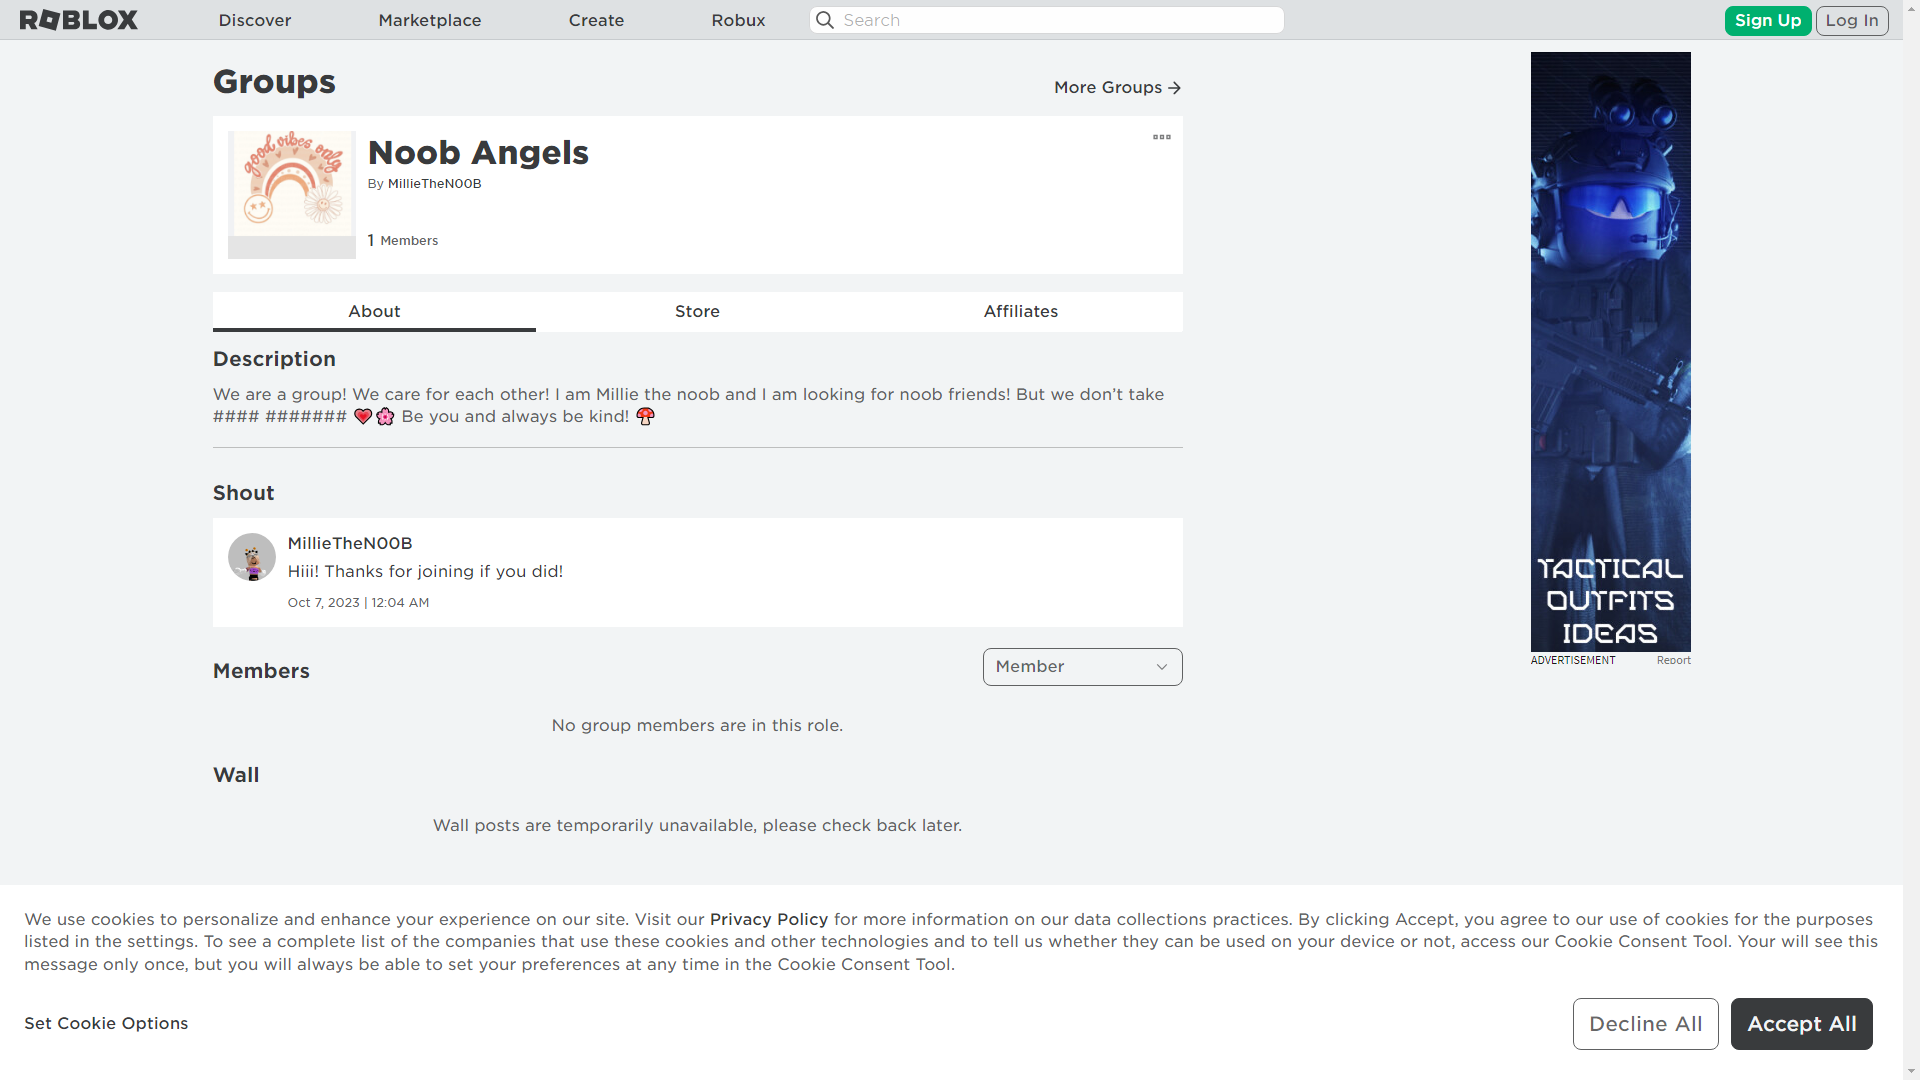 ROBLOX
Discover
Marketplace
Create
Robux
Search
Sign Up
Log In
Groups
More Groups
good vibes only
Noob Angels
By MillieTheN00B
1 Members
About
Store
Affiliates
Description
We are a group! We care for each other! I am Millie the noob and I am looking for noob friends! But we don’t take
#### ####### 💗🌸 Be you and always be kind! 🍄
Shout
MillieTheN00B
Hiii! Thanks for joining if you did!
Oct 7, 2023 | 12:04 AM
Members
Member
No group members are in this role.
Wall
Wall posts are temporarily unavailable, please check back later.
TACTICAL
OUTFITS
IDEAS
ADVERTISEMENT
Report
We use cookies to personalize and enhance your experience on our site. Visit our Privacy Policy for more information on our data collections practices. By clicking Accept, you agree to our use of cookies for the purposes
listed in the settings. To see a complete list of the companies that use these cookies and other technologies and to tell us whether they can be used on your device or not, access our Cookie Consent Tool. Your will see this
message only once, but you will always be able to set your preferences at any time in the Cookie Consent Tool.
Set Cookie Options
Decline All
Accept All